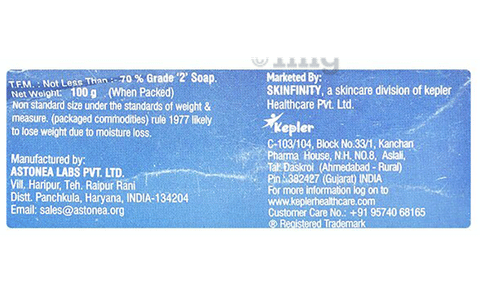 1mg
T.F.M. : Not Less Than :- 70 % Grade '2' Soap.
Net Weight: 100 g . (When Packed)
Non standard size under the standards of weight &
measure. (packaged commodities) rule 1977 likely
to lose weight due to moisture loss.
Manufactured by:
ASTONEA LABS PVT. LTD.
Vill. Haripur, Teh. Raipur Rani
Distt. Panchkula, Haryana, INDIA-134204
Email: sales@astonea.org
Marketed By:
SKINFINITY, a skincare division of kepler
Healthcare Pvt. Ltd.
Kepler
C-103/104, Block No.33/1, Kanchan
Pharma House, N.H. NO.8, Aslali,
Tal. Daskroi (Ahmedabad - Rural)
Pin : 382427 (Gujarat) INDIA
For more information log on to
www.keplerhealthcare.com
Customer Care No.: +91 95740 68165
® Registered Trademark